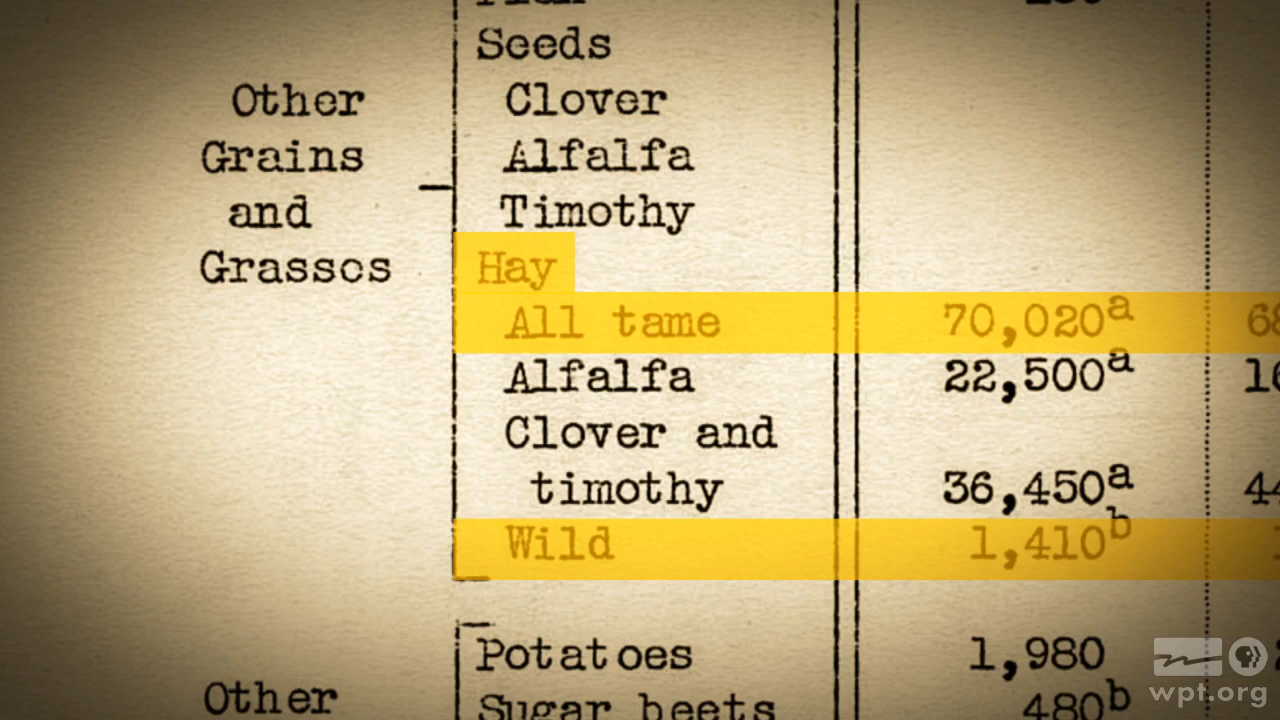 Seeds
Other Clover
Grains Alfalfa
and Timothy
Grasses Hay
All tame 70,020a
Alfalfa 22,500a
Clover and
timothy 36,450a
Wild 1,410b
Potatoes 1,980
Other Sugar beets 480b
wpt.org